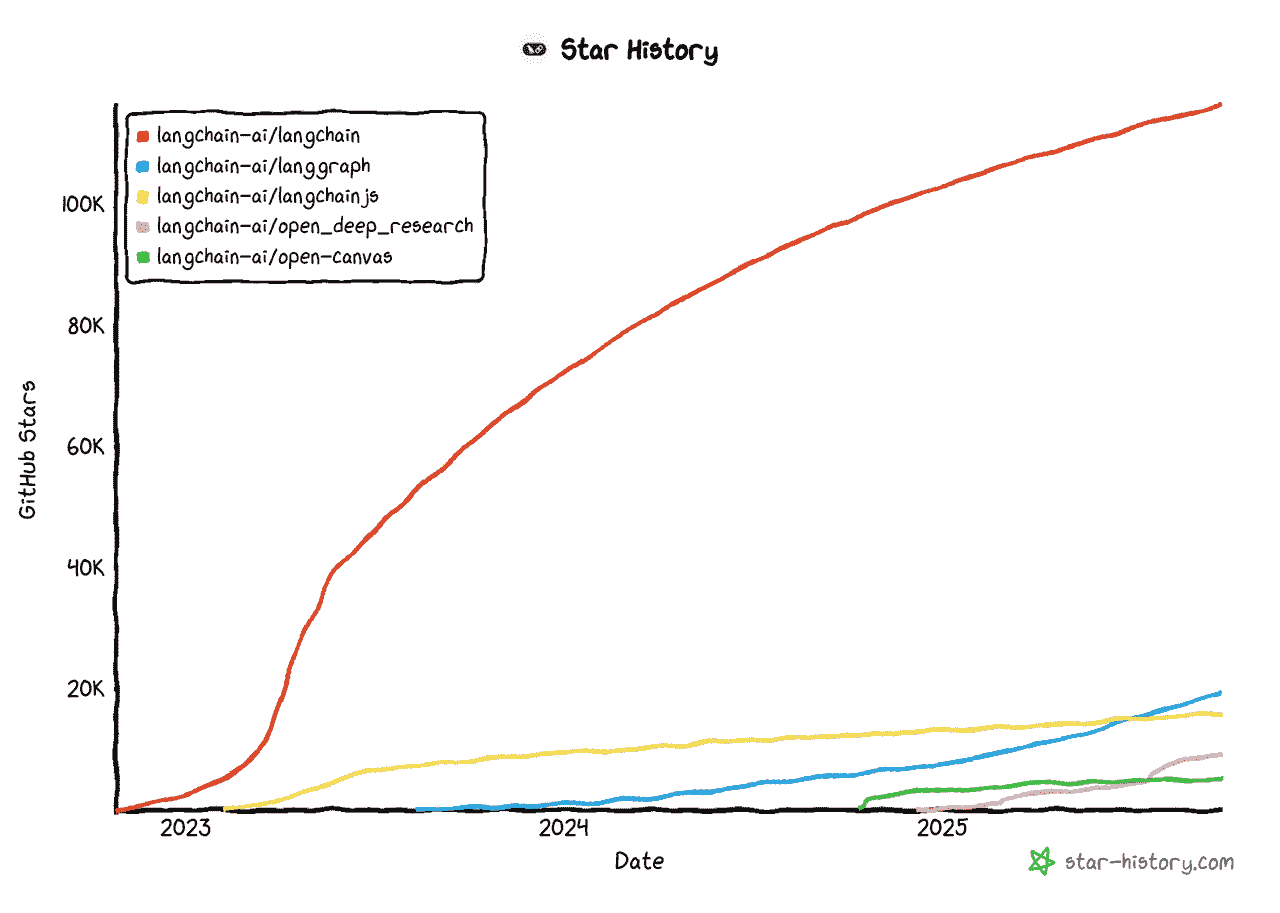 Star History
langchain-ai/langchain
langchain-ai/langgraph
langchain-ai/langchainjs
langchain-ai/open_deep_research
langchain-ai/open-canvas
100K
80K
60K
40K
20K
GitHub Stars
2023
2024
2025
Date
star-history.com